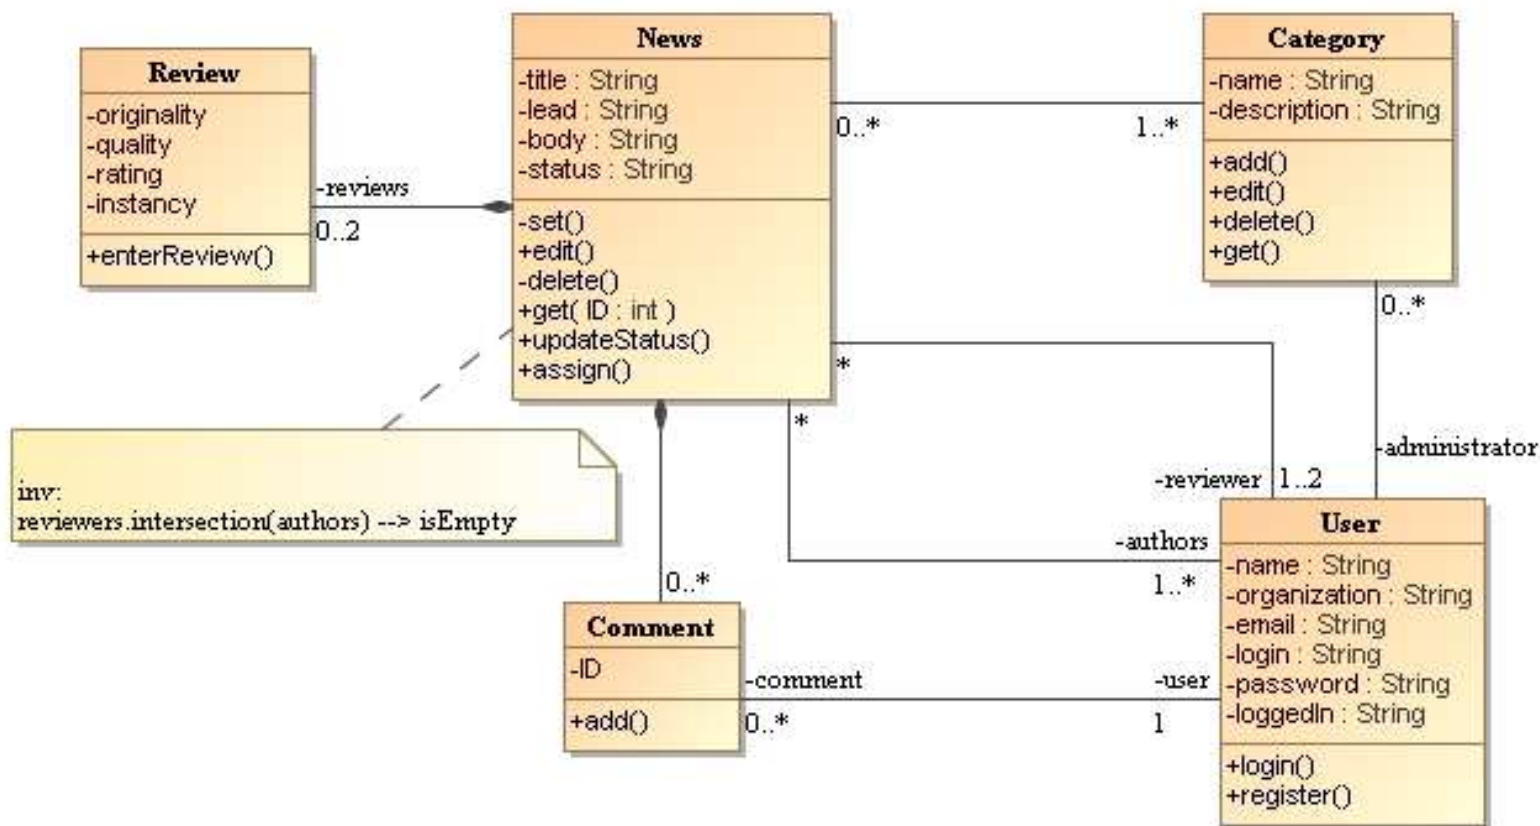 Review
-originality
-quality
-rating
-instancy
+enterReview()
-reviews
0..2
News
-title : String
-lead : String
-body : String
-status : String
-set()
+edit()
-delete()
+get( ID : int )
+updateStatus()
+assign()
0..*
1..*
Category
-name : String
-description : String
+add()
+edit()
+delete()
+get()
0..*
-administrator
*
-reviewer
1..2
*
-authors
1..*
inv:
reviewers.intersection(authors) --> isEmpty
0..*
Comment
-ID
+add()
-comment
0..*
-user
1
User
-name : String
-organization : String
-email : String
-login : String
-password : String
-loggedIn : String
+login()
+register()